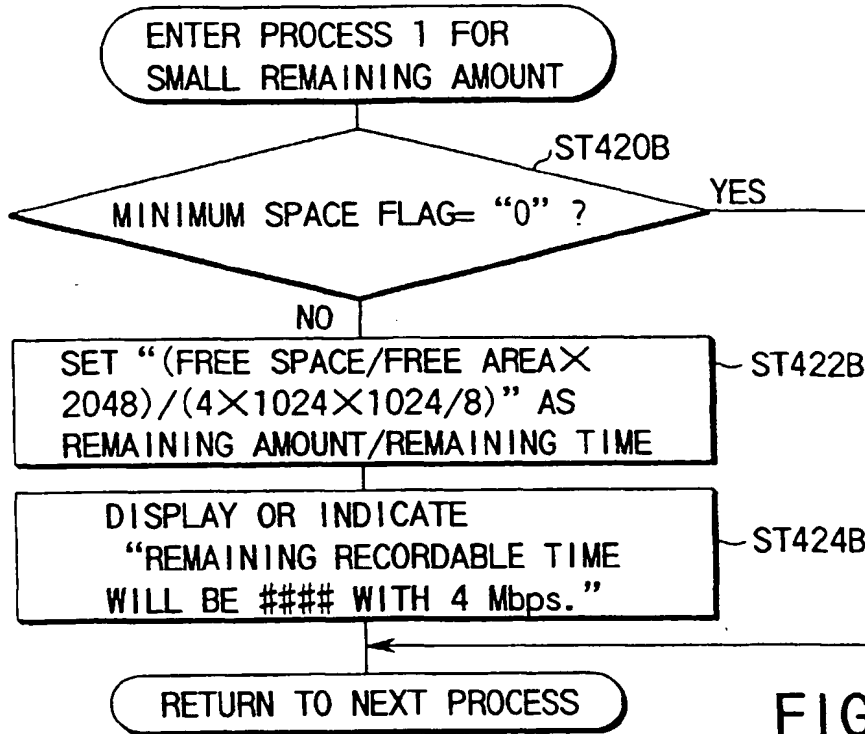 ENTER PROCESS 1 FOR
SMALL REMAINING AMOUNT
ST420B
MINIMUM SPACE FLAG= “0” ?
YES
NO
SET “(FREE SPACE/FREE AREA×
2048)/(4×1024×1024/8)” AS
REMAINING AMOUNT/REMAINING TIME
ST422B
DISPLAY OR INDICATE
“REMAINING RECORDABLE TIME
WILL BE #### WITH 4 Mbps.”
ST424B
RETURN TO NEXT PROCESS
FIG